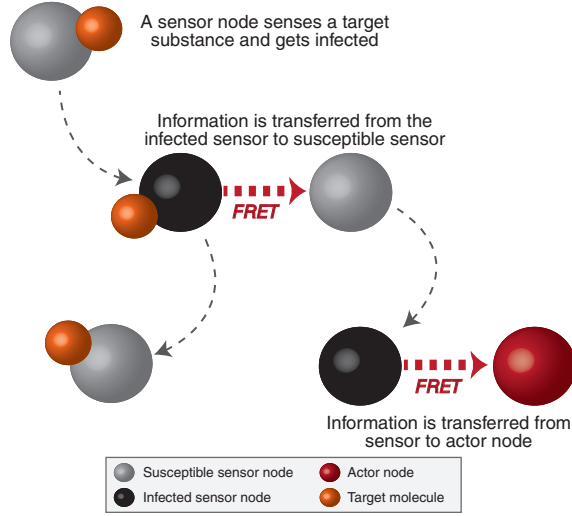 A sensor node senses a target
substance and gets infected
Information is transferred from the
infected sensor to susceptible sensor
FRET
FRET
Information is transferred from
sensor to actor node
Susceptible sensor node
Actor node
Infected sensor node
Target molecule